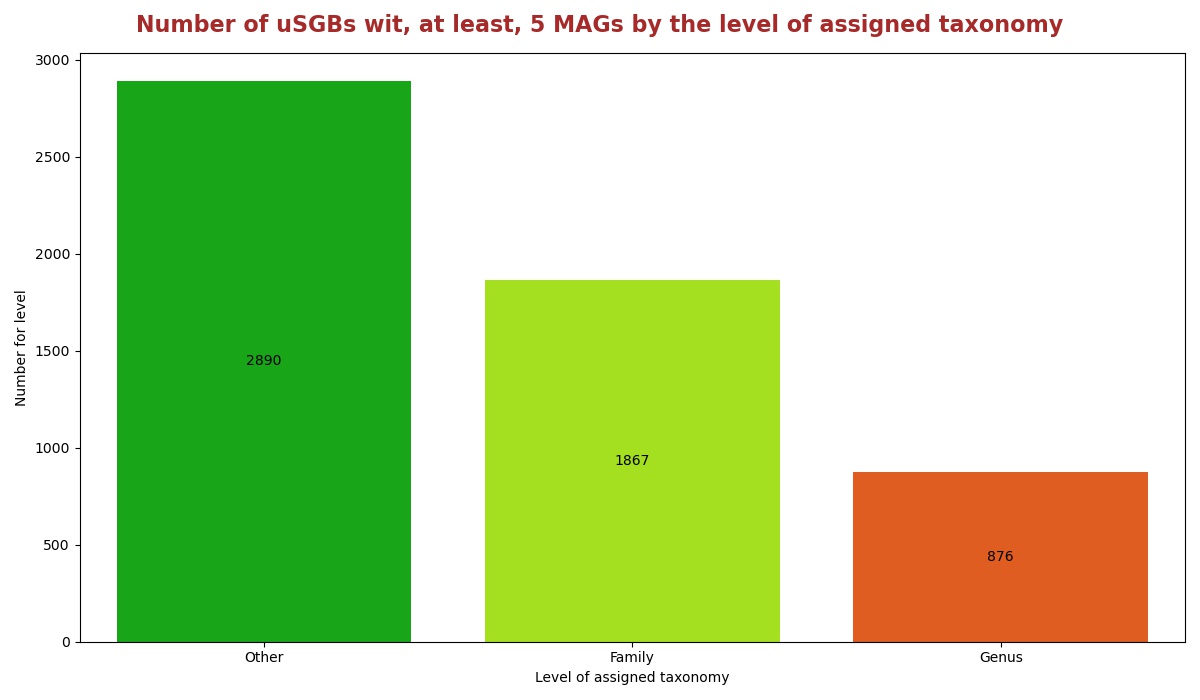 Number of uSGBs wit, at least, 5 MAGs by the level of assigned taxonomy
3000
2500
2000
1500
1000
500
0
Number for level
2890
1867
876
Other
Family
Genus
Level of assigned taxonomy